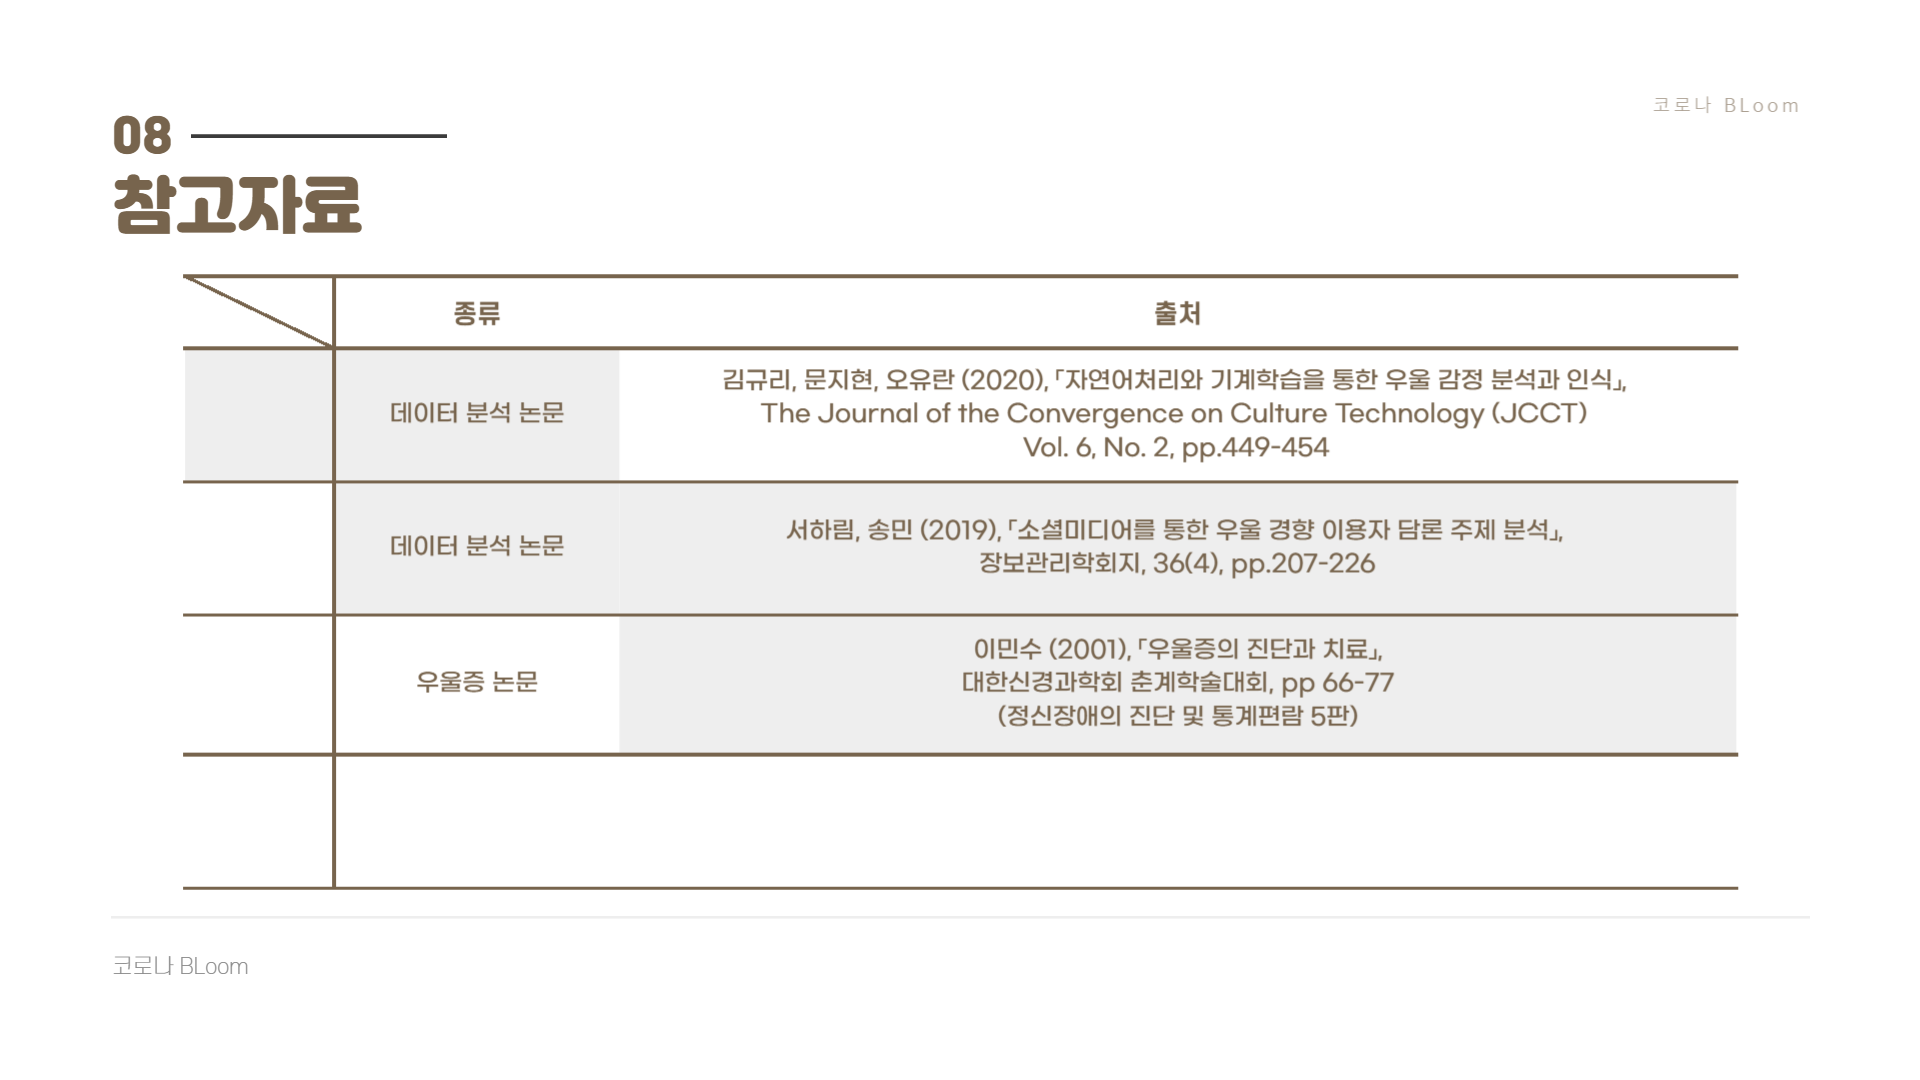 코로나 BLoom
08
참고자료
종류
출처
데이터 분석 논문
김규리, 문지현, 오유란 (2020), 「자연어처리와 기계학습을 통한 우울 감정 분석과 인식」,
The Journal of the Convergence on Culture Technology (JCCT)
Vol. 6, No. 2, pp.449-454
데이터 분석 논문
서하림, 송민 (2019), 「소셜미디어를 통한 우울 경향 이용자 담론 주제 분석」,
장보관리학회지, 36(4), pp.207-226
우울증 논문
이민수 (2001), 「우울증의 진단과 치료」,
대한신경과학회 춘계학술대회, pp 66-77
(정신장애의 진단 및 통계편람 5판)
코로나 BLoom